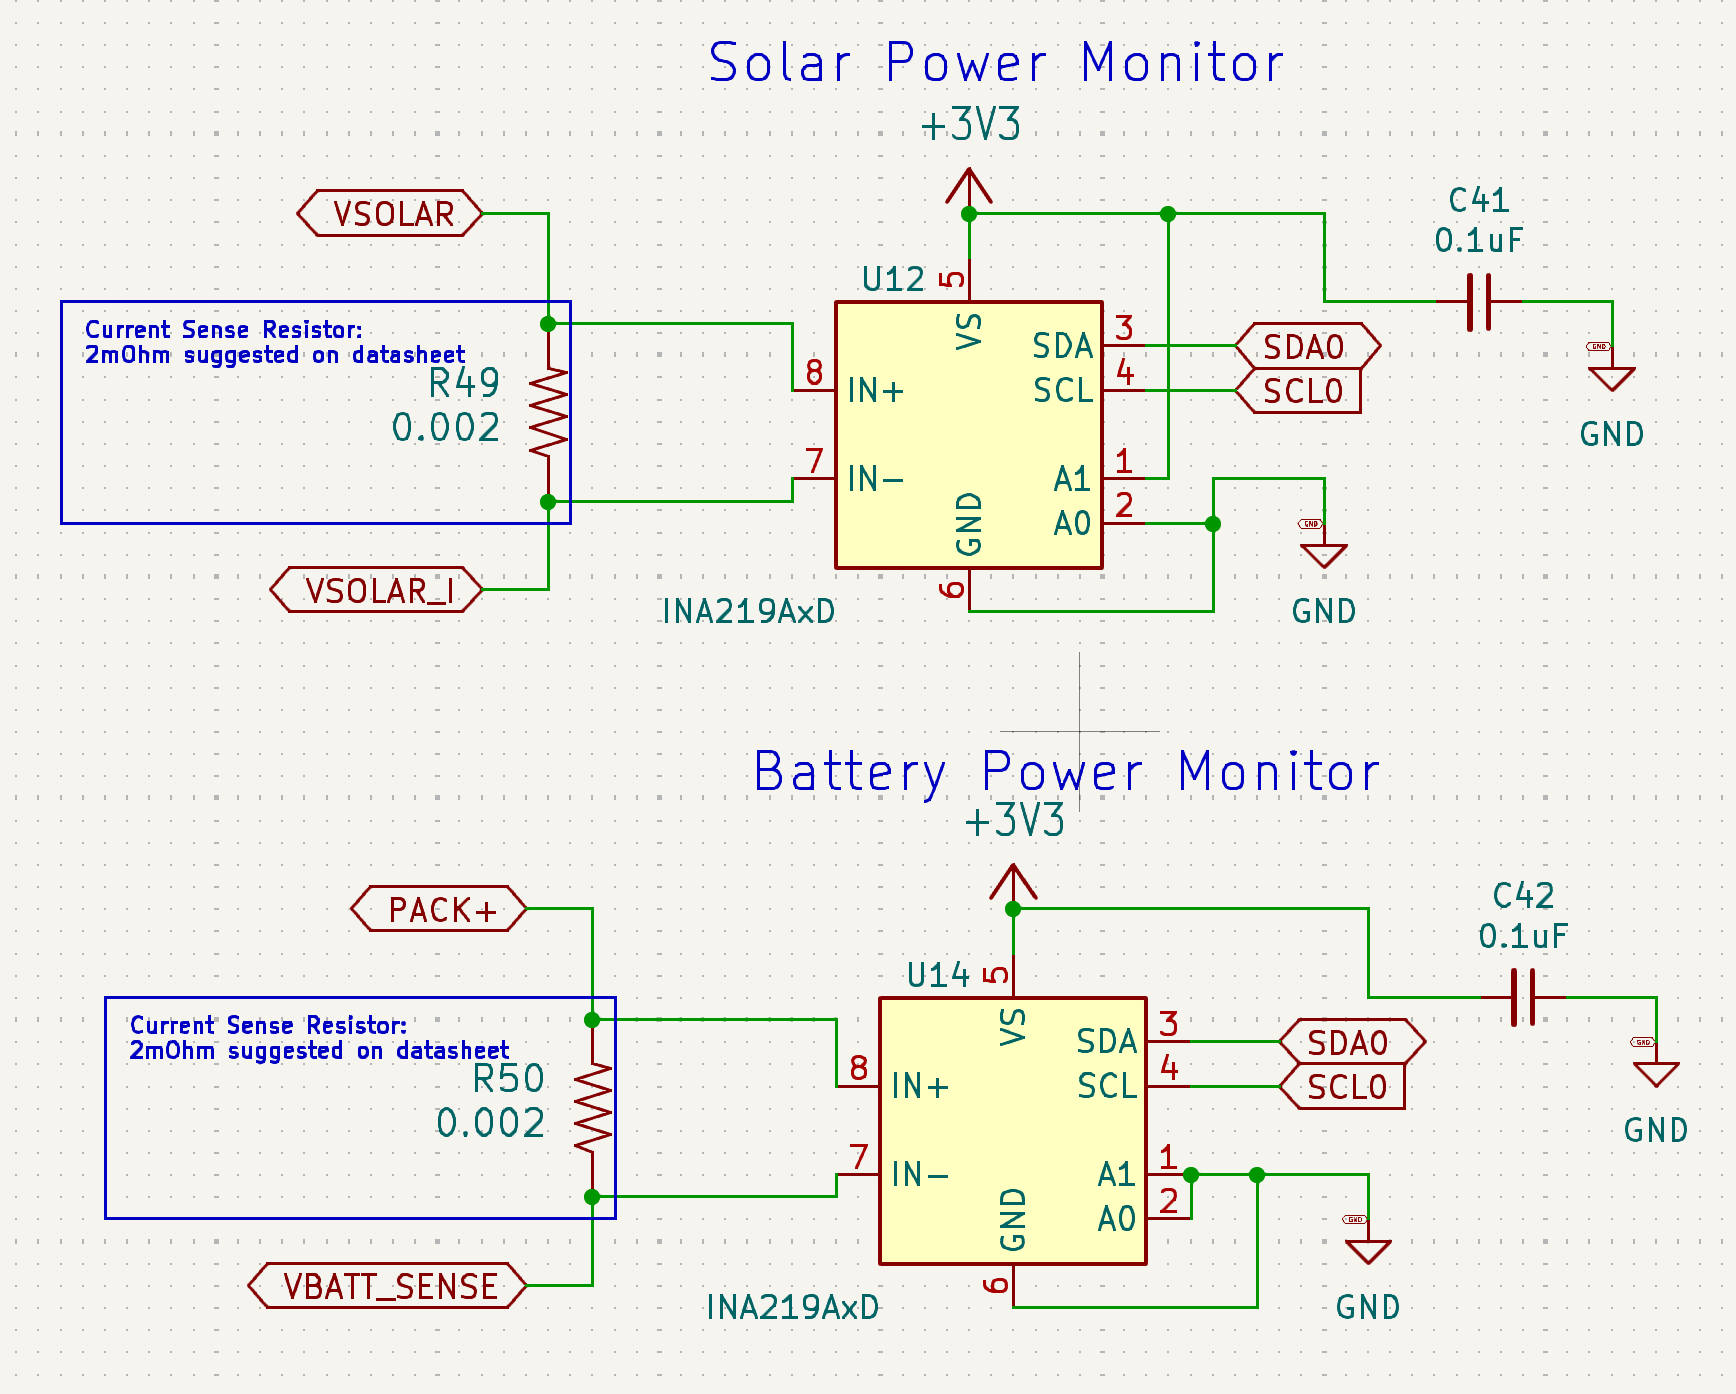 Solar Power Monitor
+3V3
VSOLAR
C41
0.1uF
U12
5
VS
Current Sense Resistor:
2mOhm suggested on datasheet
R49
0.002
8
IN+
7
IN-
SDA
3
SDA0
SCL
4
SCL0
A1
1
A0
2
GND
6
GND
GND
GND
GND
VSOLAR_I
INA219AxD
Battery Power Monitor
+3V3
PACK+
C42
0.1uF
U14
5
VS
Current Sense Resistor:
2mOhm suggested on datasheet
R50
0.002
8
IN+
7
IN-
SDA
3
SDA0
SCL
4
SCL0
A1
1
A0
2
GND
6
GND
GND
GND
GND
VBATT_SENSE
INA219AxD